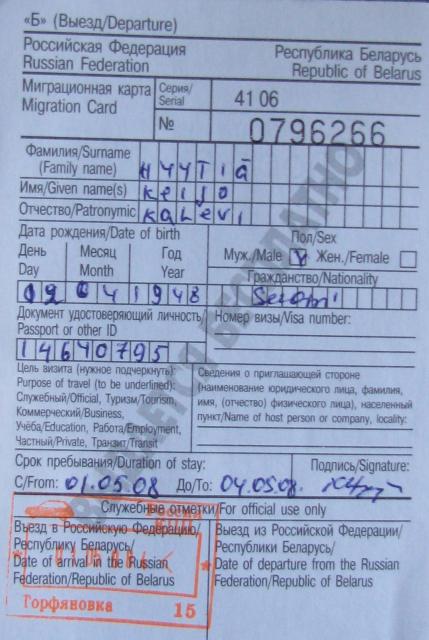 «Б» (Выезд/Departure)
Российская Федерация Республика Беларусь
Russian Federation Republic of Belarus
Миграционная карта Серия/ 41 06
Migration Card Serial
№ 0796266
Фамилия/Surname
(Family name) HYYTIÄ
Имя/Given name(s) KEIJO
Отчество/Patronymic KALEVI
Дата рождения/Date of birth Пол/Sex
День Месяц Год Муж./Male Жен./Female
Day Month Year Гражданство/Nationality
02 04 1948 Suomi
Документ удостоверяющий личность/ Номер визы/Visa number:
Passport or other ID
14640795
Цель визита (нужное подчеркнуть): Сведения о приглашающей стороне
Purpose of travel (to be underlined): (наименование юридического лица, фамилия,
Служебный/Official, Туризм/Tourism, имя, (отчество) физического лица), населенный
Коммерческий/Business, пункт/Name of host person or company, locality:
Учёба/Education, Работа/Employment,
Частный/Private, Транзит/Transit
Срок пребывания/Duration of stay: Подпись/Signature:
С/From: 01.05.08 До/To: 04.05.08
Служебные отметки/For official use only
Въезд в Российскую Федерацию/ Выезд из Российской Федерации/
Республику Беларусь/ Республики Беларусь/
Date of arrival in the Russian Date of departure from the Russian
Federation/Republic of Belarus Federation/Republic of Belarus
Торфяновка 15